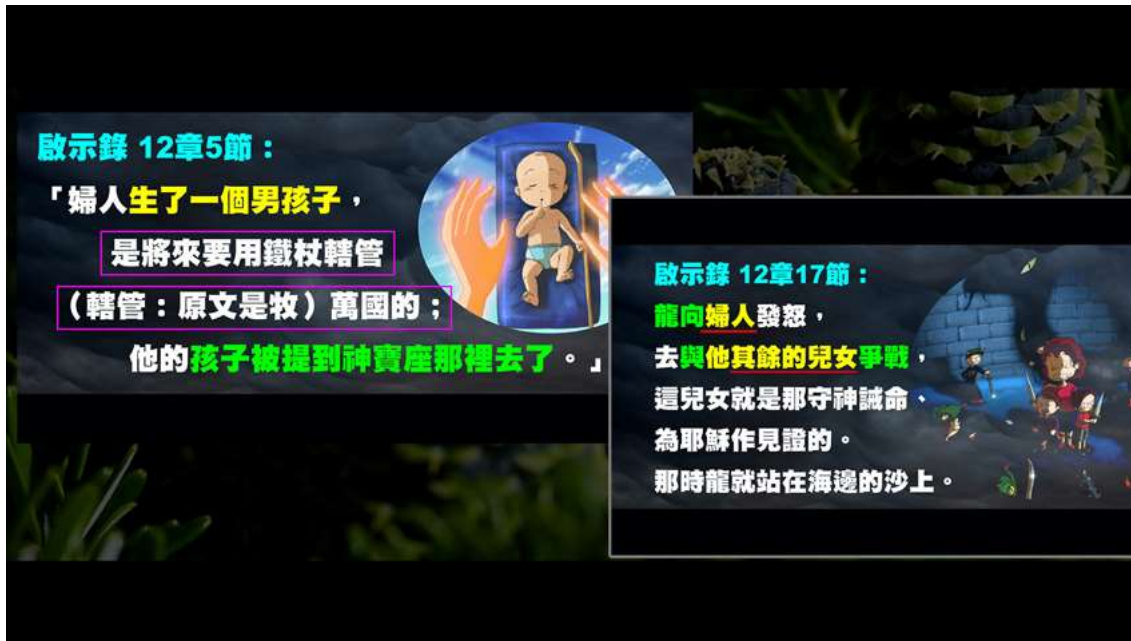 啟示錄 12章5節：
「婦人生了一個男孩子，
是將來要用鐵杖轄管
（轄管：原文是牧）萬國的；
他的孩子被提到神寶座那裡去了。」
啟示錄 12章17節：
龍向婦人發怒，
去與他其餘的兒女爭戰，
這兒女就是那守神誡命、
為耶穌作見證的。
那時龍就站在海邊的沙上。